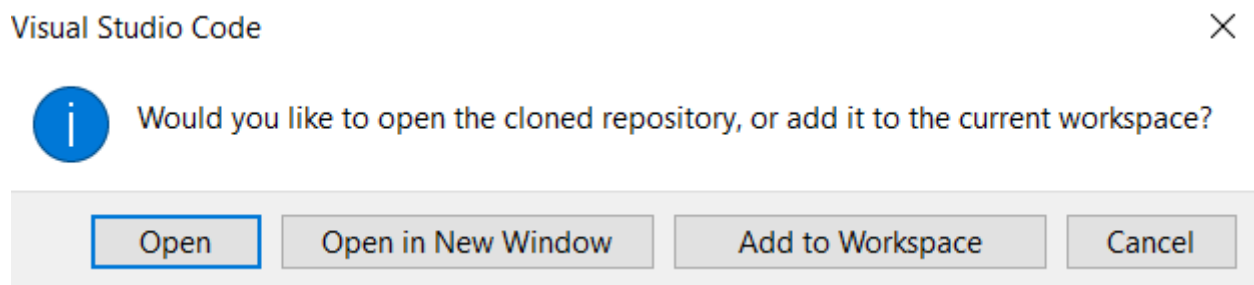 Visual Studio Code
Would you like to open the cloned repository, or add it to the current workspace?
Open
Open in New Window
Add to Workspace
Cancel